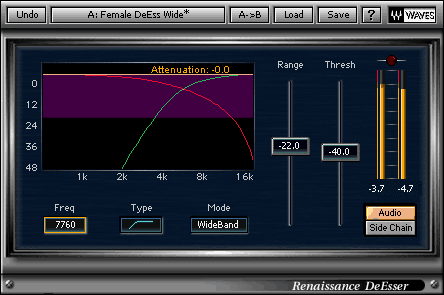 Undo A: Female DeEss Wide* A->B Load Save ? WAVES
Attenuation: -0.0
Range Thresh
0
12
24
36
48
1k 2k 4k 8k 16k
-22.0 -40.0
-3.7 -4.7
Freq Type Mode
7760 WideBand
Audio
Side Chain
Renaissance DeEsser